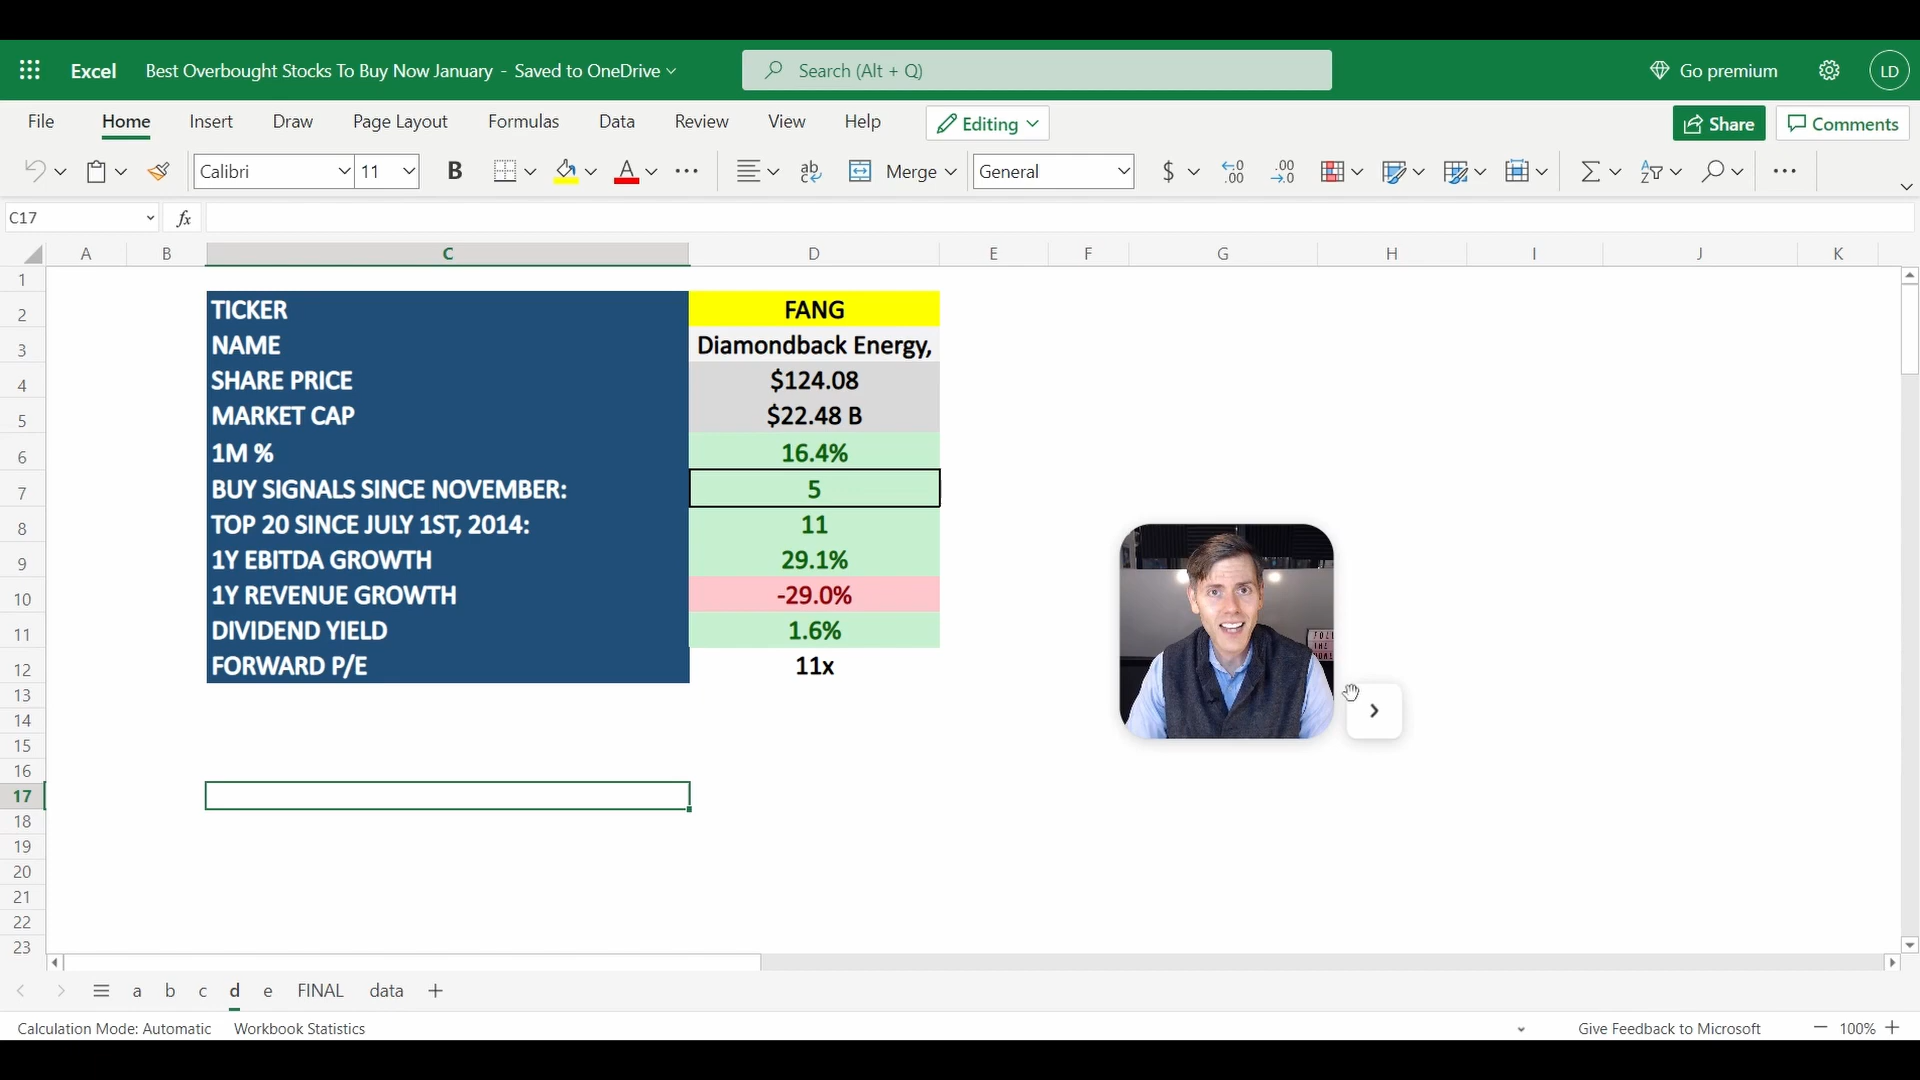 Excel Best Overbought Stocks To Buy Now January - Saved to OneDrive Search (Alt + Q) Go premium LD
File Home Insert Draw Page Layout Formulas Data Review View Help Editing Share Comments
Calibri 11 B A ab Merge General $ .00 .00
C17 fx
A B C D E F G H I J K
1
2 TICKER FANG
3 NAME Diamondback Energy,
4 SHARE PRICE $124.08
5 MARKET CAP $22.48 B
6 1M % 16.4%
7 BUY SIGNALS SINCE NOVEMBER: 5
8 TOP 20 SINCE JULY 1ST, 2014: 11
9 1Y EBITDA GROWTH 29.1%
10 1Y REVENUE GROWTH -29.0%
11 DIVIDEND YIELD 1.6%
12 FORWARD P/E 11x
13
14
15
16
17
18
19
20
21
22
23
a b c d e FINAL data
Calculation Mode: Automatic Workbook Statistics Give Feedback to Microsoft 100%